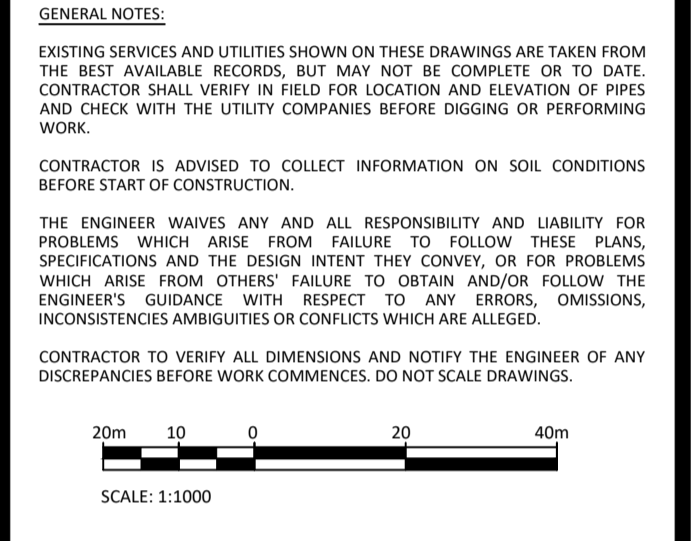 GENERAL NOTES:
EXISTING SERVICES AND UTILITIES SHOWN ON THESE DRAWINGS ARE TAKEN FROM
THE BEST AVAILABLE RECORDS, BUT MAY NOT BE COMPLETE OR TO DATE.
CONTRACTOR SHALL VERIFY IN FIELD FOR LOCATION AND ELEVATION OF PIPES
AND CHECK WITH THE UTILITY COMPANIES BEFORE DIGGING OR PERFORMING
WORK.
CONTRACTOR IS ADVISED TO COLLECT INFORMATION ON SOIL CONDITIONS
BEFORE START OF CONSTRUCTION.
THE ENGINEER WAIVES ANY AND ALL RESPONSIBILITY AND LIABILITY FOR
PROBLEMS WHICH ARISE FROM FAILURE TO FOLLOW THESE PLANS,
SPECIFICATIONS AND THE DESIGN INTENT THEY CONVEY, OR FOR PROBLEMS
WHICH ARISE FROM OTHERS' FAILURE TO OBTAIN AND/OR FOLLOW THE
ENGINEER'S GUIDANCE WITH RESPECT TO ANY ERRORS, OMISSIONS,
INCONSISTENCIES AMBIGUITIES OR CONFLICTS WHICH ARE ALLEGED.
CONTRACTOR TO VERIFY ALL DIMENSIONS AND NOTIFY THE ENGINEER OF ANY
DISCREPANCIES BEFORE WORK COMMENCES. DO NOT SCALE DRAWINGS.
20m 10 0 20 40m
SCALE: 1:1000